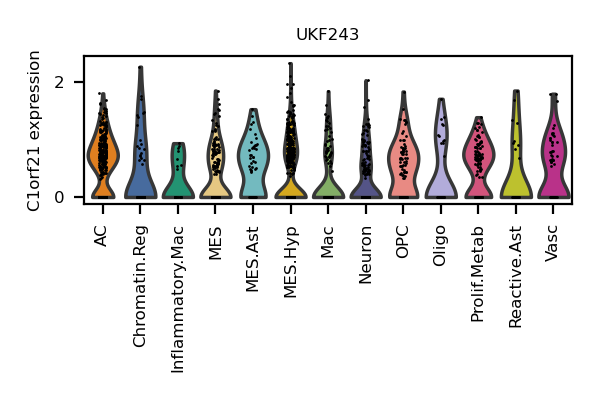 UKF243
C1orf21 expression
2
0
AC
Chromatin.Reg
Inflammatory.Mac
MES
MES.Ast
MES.Hyp
Mac
Neuron
OPC
Oligo
Prolif.Metab
Reactive.Ast
Vasc